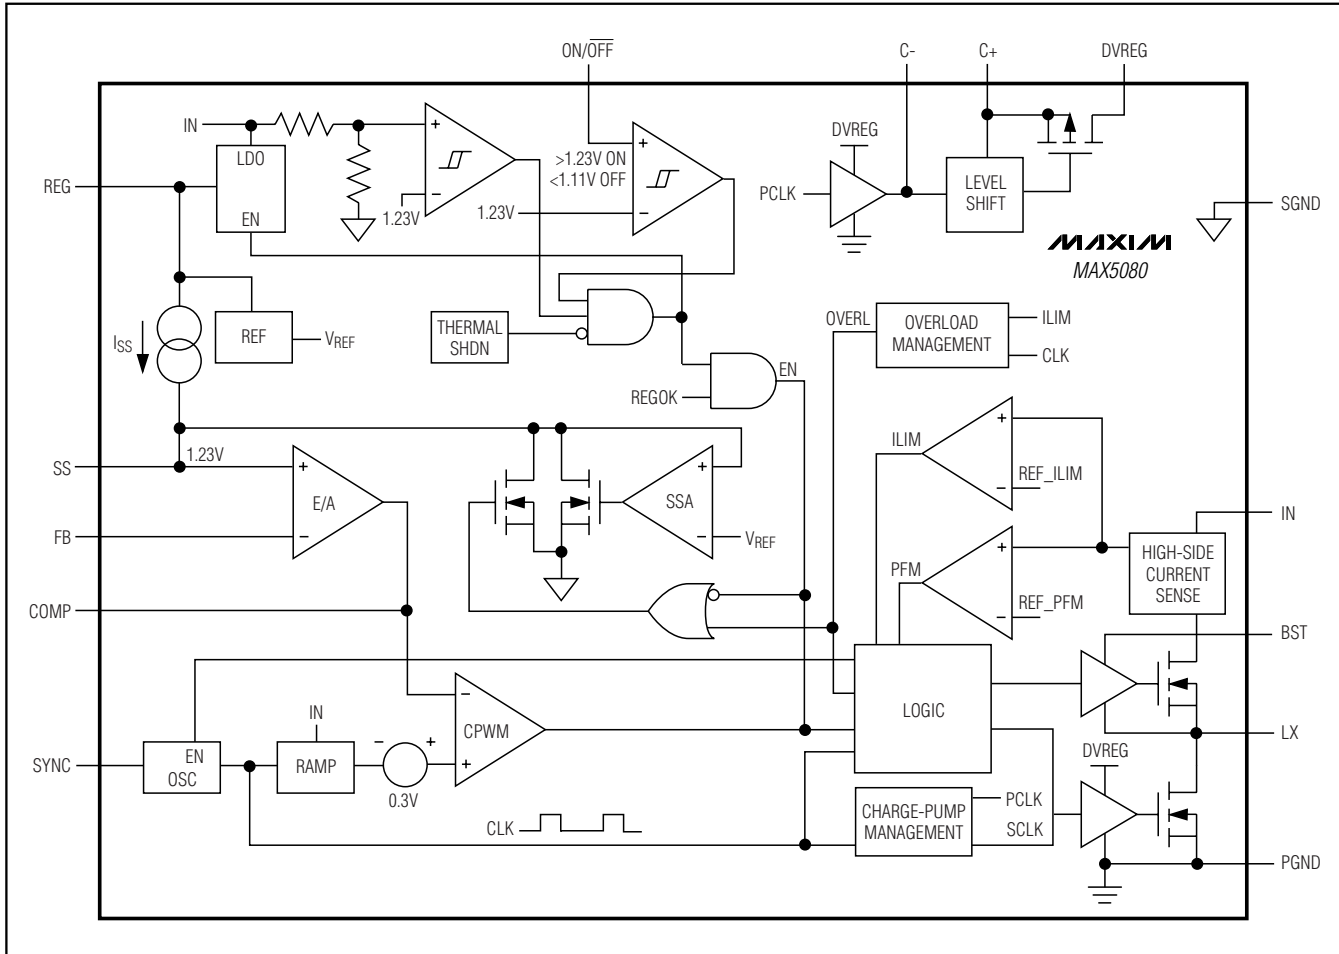 ON/OFF
C-
C+
DVREG
IN
LDO
EN
+
−
1.23V
>1.23V ON
<1.11V OFF
+
−
1.23V
DVREG
PCLK
LEVEL
SHIFT
REG
SGND
MAXIM
MAX5080
ISS
REF
VREF
THERMAL
SHDN
OVERL
OVERLOAD
MANAGEMENT
ILIM
CLK
REGOK
EN
SS
1.23V
+
E/A
−
FB
+
SSA
−
VREF
ILIM
+
−
REF_ILIM
PFM
+
−
REF_PFM
IN
HIGH-SIDE
CURRENT
SENSE
COMP
BST
LOGIC
LX
−
CPWM
+
SYNC
EN
OSC
IN
RAMP
−
+
0.3V
DVREG
CLK
CHARGE-PUMP
MANAGEMENT
PCLK
SCLK
PGND